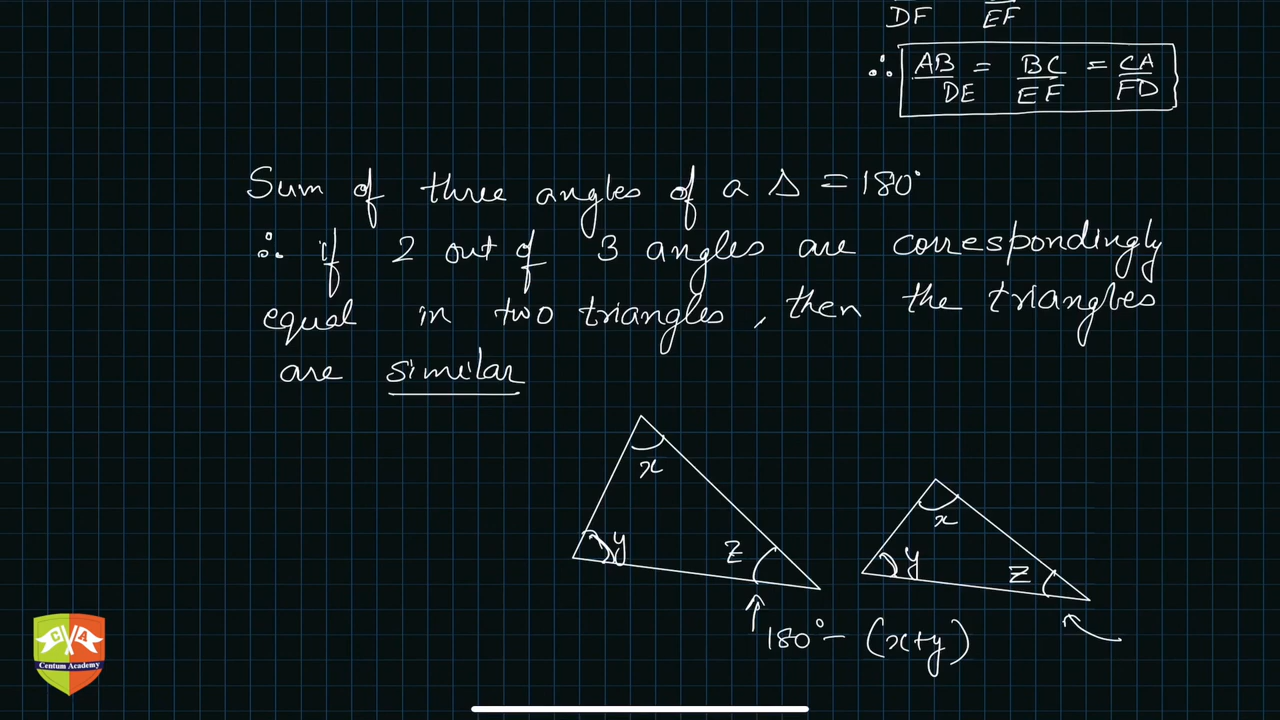 DF EF
∴ AB/DE = BC/EF = CA/FD
Sum of three angles of a Δ = 180°
∴ if 2 out of 3 angles are correspondingly
equal in two triangles, then the triangles
are similar
x
x
y z
y z
180° - (x+y)
C A
Centum Academy